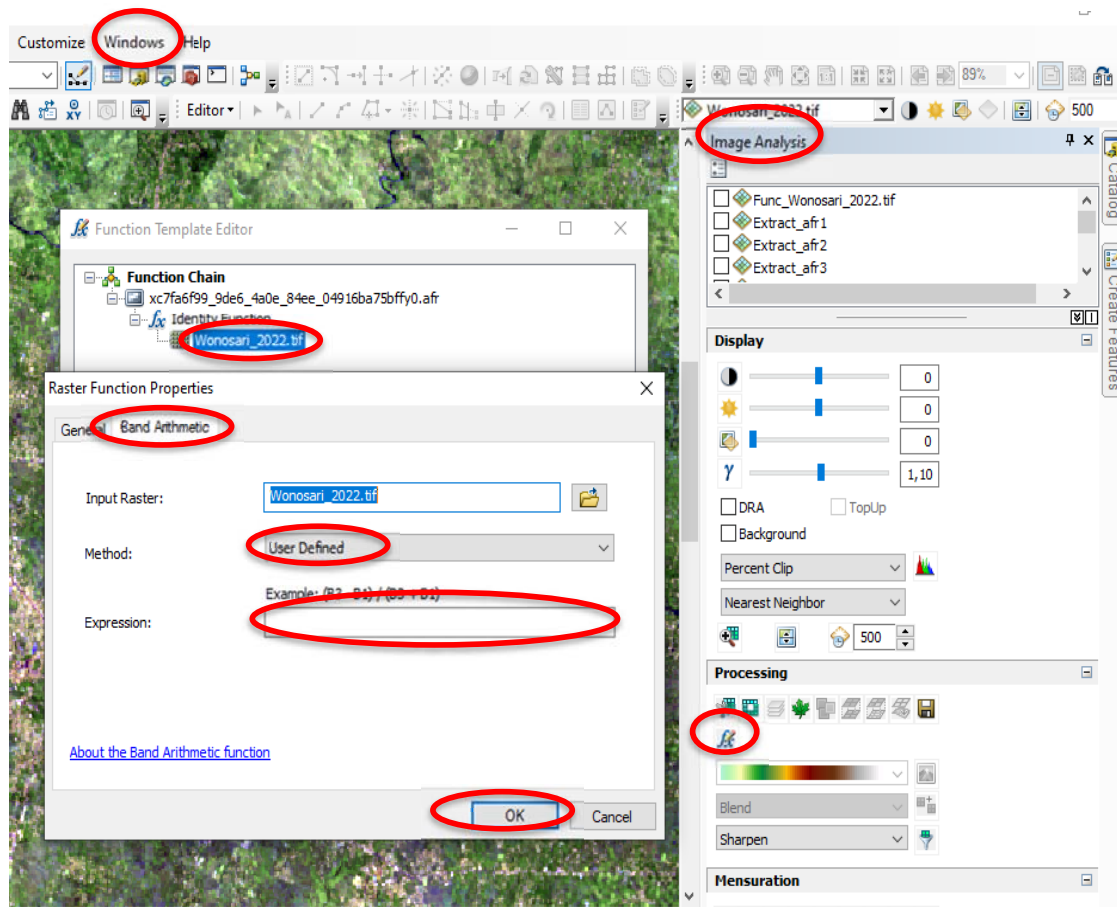 Customize Windows Help
89%
Editor
Wonosari_2022.tif
500
Image Analysis
Catalog
Func_Wonosari_2022.tif
Extract_afr1
Extract_afr2
Extract_afr3
Create Features
Function Template Editor
Function Chain
xc7fa6f99_9de6_4a0e_84ee_04916ba75bffy0.afr
Identity Function
Wonosari_2022.tif
Display
0
0
0
γ 1,10
DRA TopUp
Background
Percent Clip
Nearest Neighbor
500
Raster Function Properties
General Band Arithmetic
Input Raster: Wonosari_2022.tif
Method: User Defined
Example: (B3 - B1) / (B3 + B1)
Expression:
About the Band Arithmetic function
OK Cancel
Processing
Blend
Sharpen
Mensuration